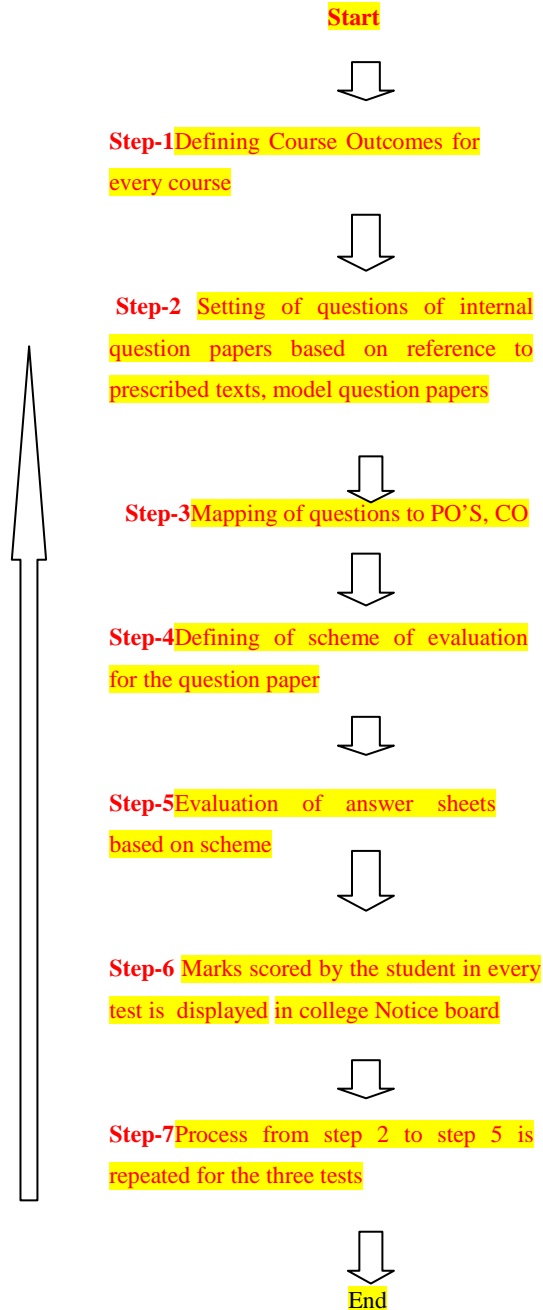 Start
Step-1Defining Course Outcomes for
every course
Step-2 Setting of questions of internal
question papers based on reference to
prescribed texts, model question papers
Step-3Mapping of questions to PO’S, CO
Step-4Defining of scheme of evaluation
for the question paper
Step-5Evaluation of answer sheets
based on scheme
Step-6 Marks scored by the student in every
test is displayed in college Notice board
Step-7Process from step 2 to step 5 is
repeated for the three tests
End